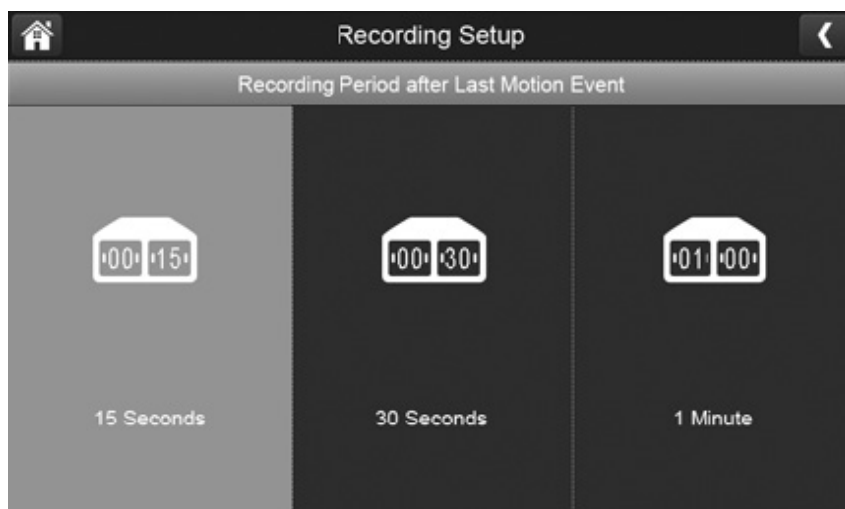 Recording Setup
Recording Period after Last Motion Event
00 15
00 30
01 00
15 Seconds
30 Seconds
1 Minute